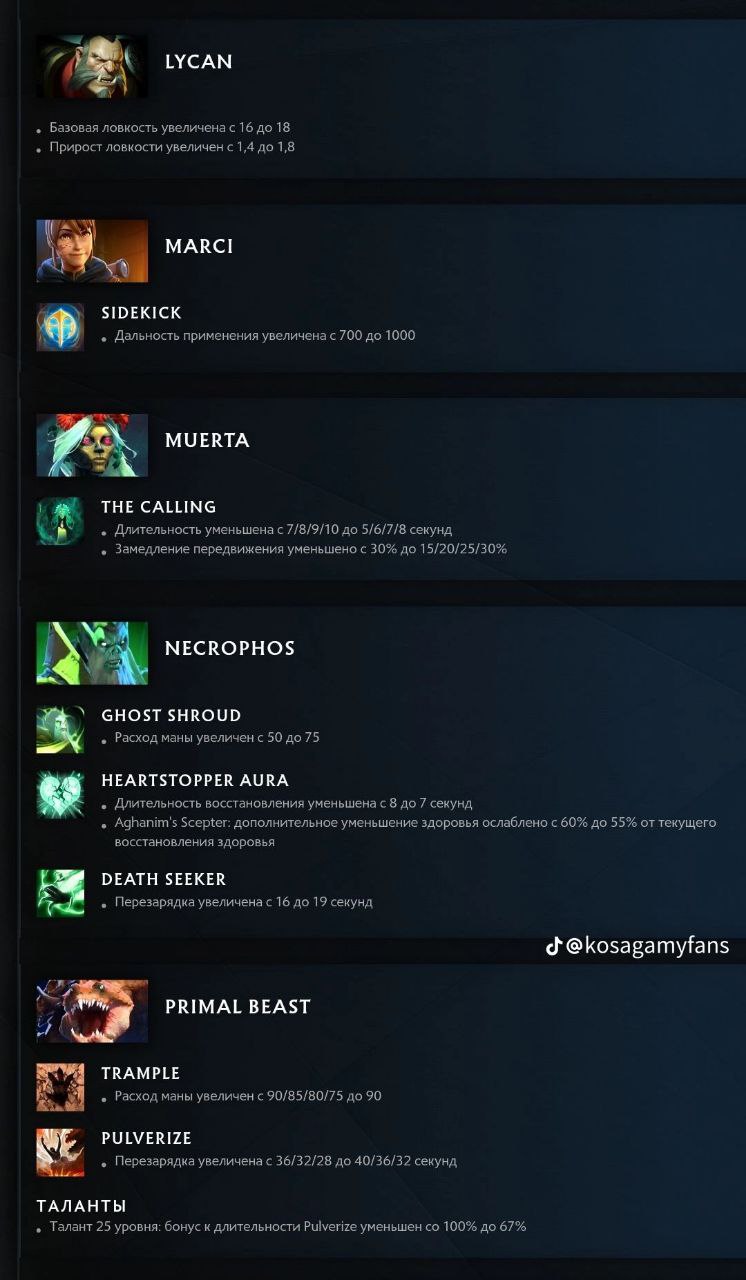 LYCAN
Базовая ловкость увеличена с 16 до 18
Прирост ловкости увеличен с 1,4 до 1,8
MARCI
SIDEKICK
Дальность применения увеличена с 700 до 1000
MUERTA
THE CALLING
Длительность уменьшена с 7/8/9/10 до 5/6/7/8 секунд
Замедление передвижения уменьшено с 30% до 15/20/25/30%
NECROPHOS
GHOST SHROUD
Расход маны увеличен с 50 до 75
HEARTSTOPPER AURA
Длительность восстановления уменьшена с 8 до 7 секунд
Aghanim's Scepter: дополнительное уменьшение здоровья ослаблено с 60% до 55% от текущего
восстановления здоровья
DEATH SEEKER
Перезарядка увеличена с 16 до 19 секунд
@kosagamyfans
PRIMAL BEAST
TRAMPLE
Расход маны увеличен с 90/85/80/75 до 90
PULVERIZE
Перезарядка увеличена с 36/32/28 до 40/36/32 секунд
ТАЛАНТЫ
Талант 25 уровня: бонус к длительности Pulverize уменьшен со 100% до 67%